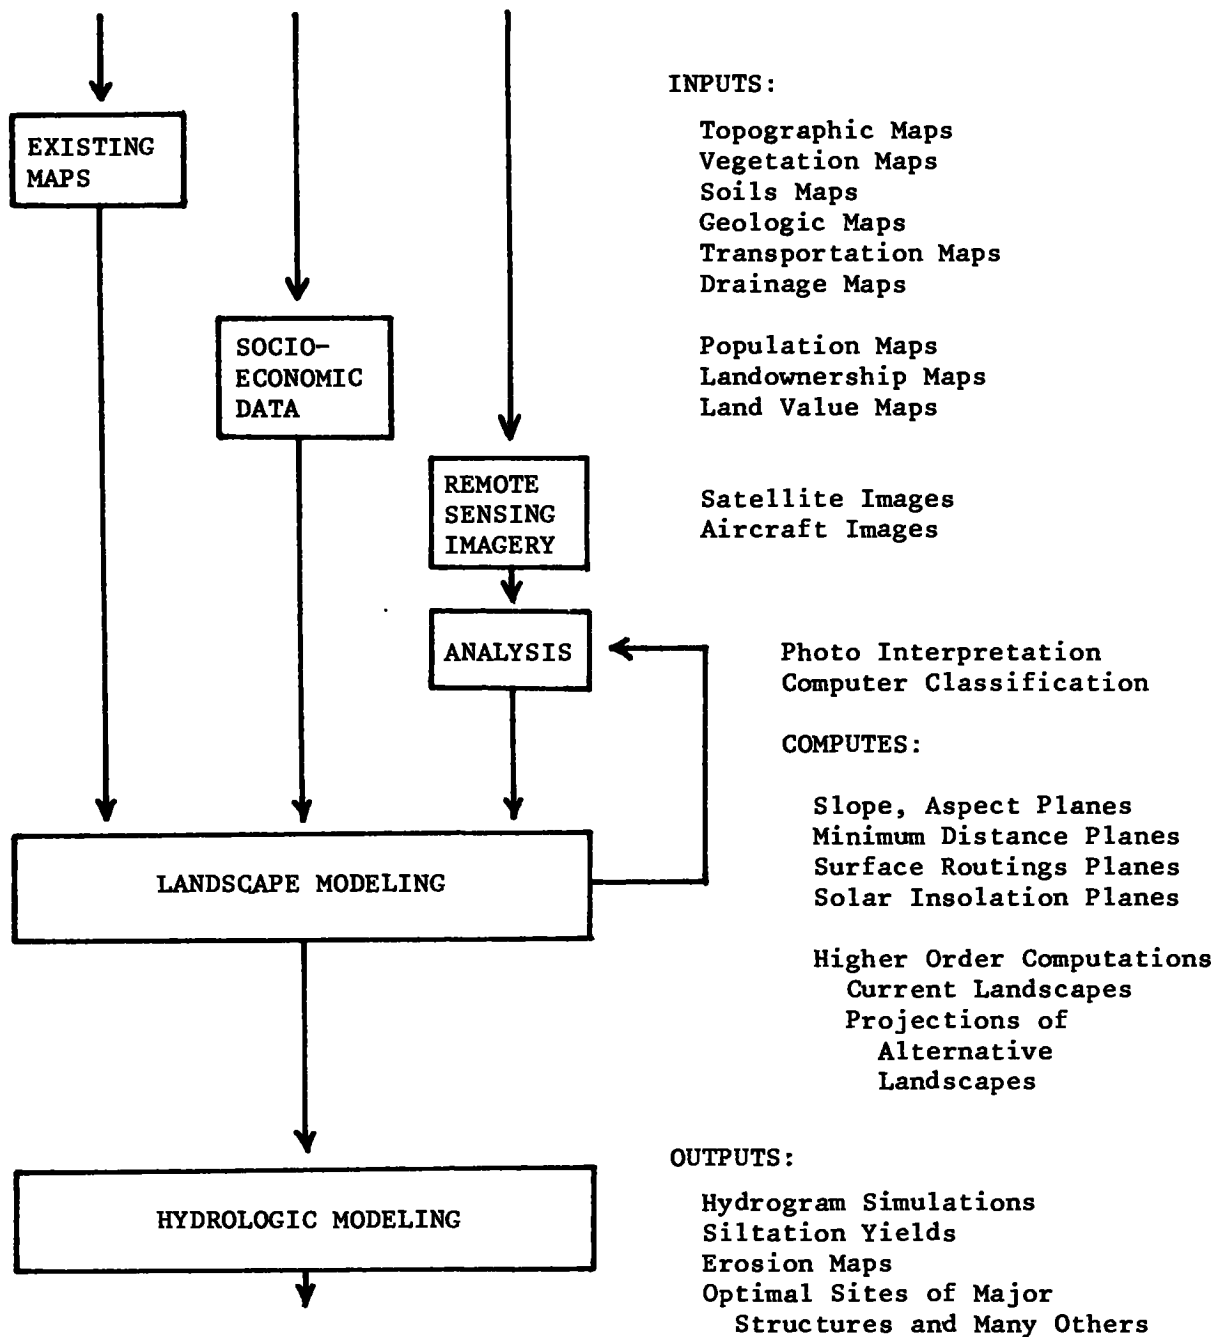 EXISTING
MAPS
SOCIO-
ECONOMIC
DATA
REMOTE
SENSING
IMAGERY
ANALYSIS
LANDSCAPE MODELING
HYDROLOGIC MODELING
INPUTS:
Topographic Maps
Vegetation Maps
Soils Maps
Geologic Maps
Transportation Maps
Drainage Maps
Population Maps
Landownership Maps
Land Value Maps
Satellite Images
Aircraft Images
Photo Interpretation
Computer Classification
COMPUTES:
Slope, Aspect Planes
Minimum Distance Planes
Surface Routings Planes
Solar Insolation Planes
Higher Order Computations
Current Landscapes
Projections of
Alternative
Landscapes
OUTPUTS:
Hydrogram Simulations
Siltation Yields
Erosion Maps
Optimal Sites of Major
Structures and Many Others